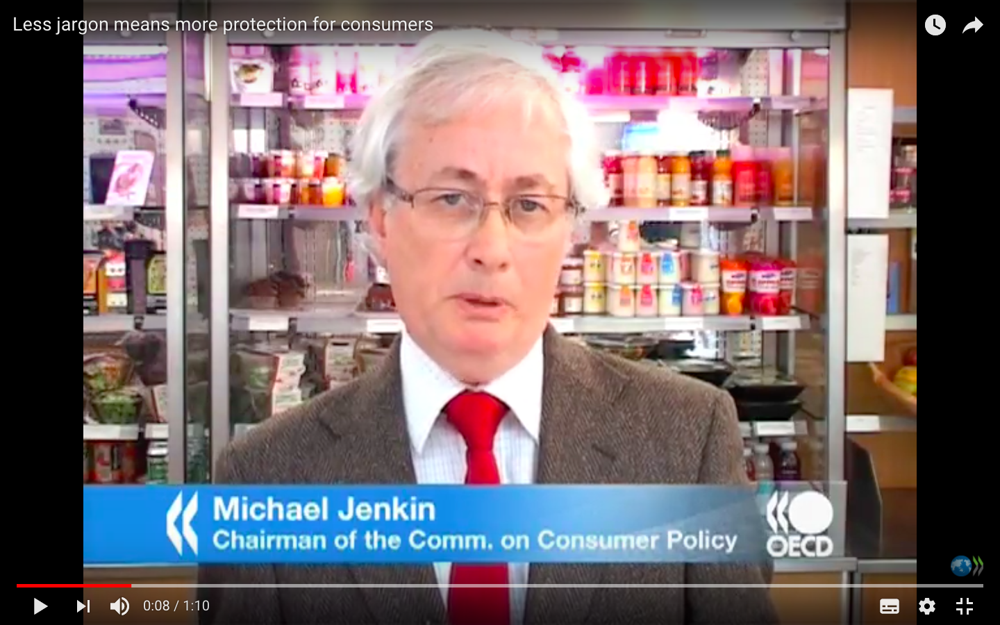 Less jargon means more protection for consumers
Michael Jenkin
Chairman of the Comm. on Consumer Policy
OECD
0:08 / 1:10